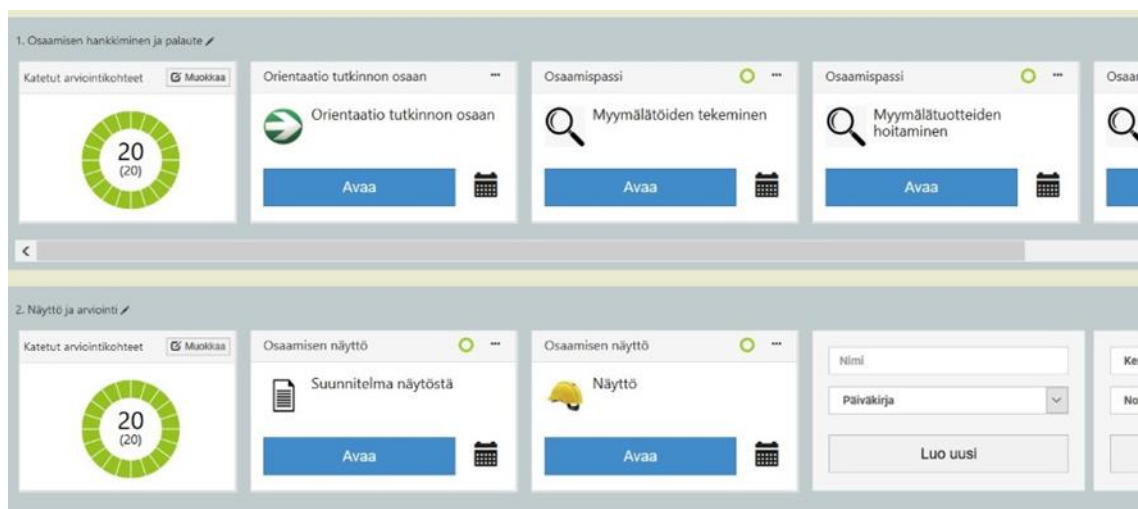 1. Osaamisen hankkiminen ja palaute
Katetut arviointikohteet
Muokkaa
20
(20)
Orientaatio tutkinnon osaan
Orientaatio tutkinnon osaan
Avaa
Osaamispassi
Myymälätöiden tekeminen
Avaa
Osaamispassi
Myymälätuotteiden
hoitaminen
Avaa
2. Näyttö ja arviointi
Katetut arviointikohteet
Muokkaa
20
(20)
Osaamisen näyttö
Suunnitelma näytöstä
Avaa
Osaamisen näyttö
Näyttö
Avaa
Nimi
Päiväkirja
Luo uusi